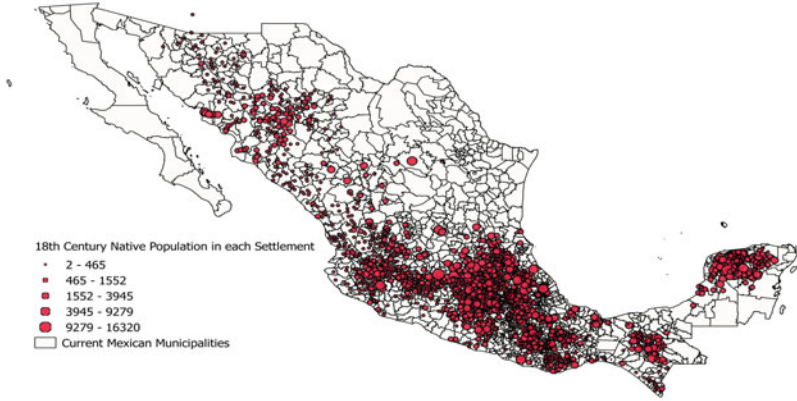 18th Century Native Population in each Settlement
2 - 465
465 - 1552
1552 - 3945
3945 - 9279
9279 - 16320
Current Mexican Municipalities